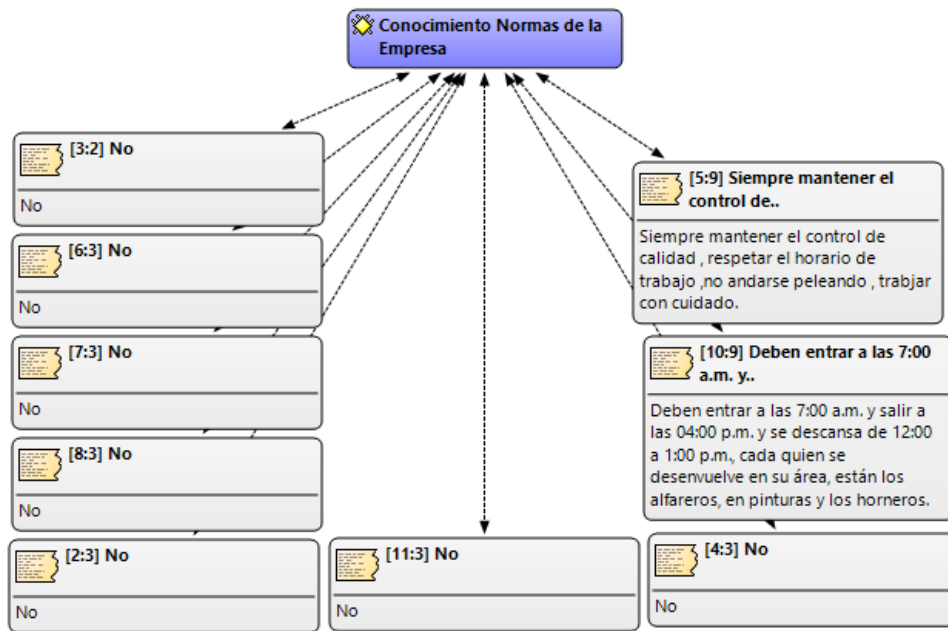 Conocimiento Normas de la
Empresa
[3:2] No
No
[6:3] No
No
[7:3] No
No
[8:3] No
No
[2:3] No
No
[11:3] No
No
[5:9] Siempre mantener el
control de..
Siempre mantener el control de
calidad , respetar el horario de
trabajo ,no andarse peleando , trabjar
con cuidado.
[10:9] Deben entrar a las 7:00
a.m. y..
Deben entrar a las 7:00 a.m. y salir a
las 04:00 p.m. y se descansa de 12:00
a 1:00 p.m., cada quien se
desenvuelve en su área, están los
alfareros, en pinturas y los horneros.
[4:3] No
No